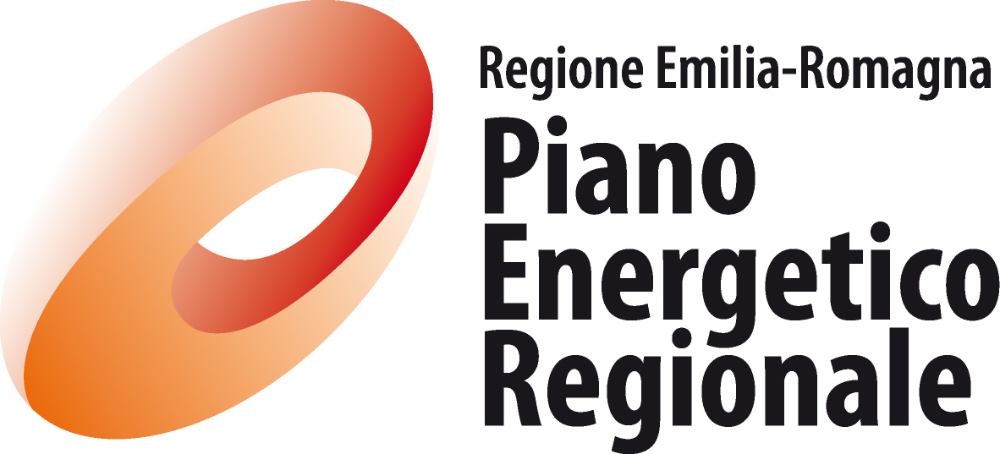 Regione Emilia-Romagna
Piano
Energetico
Regionale